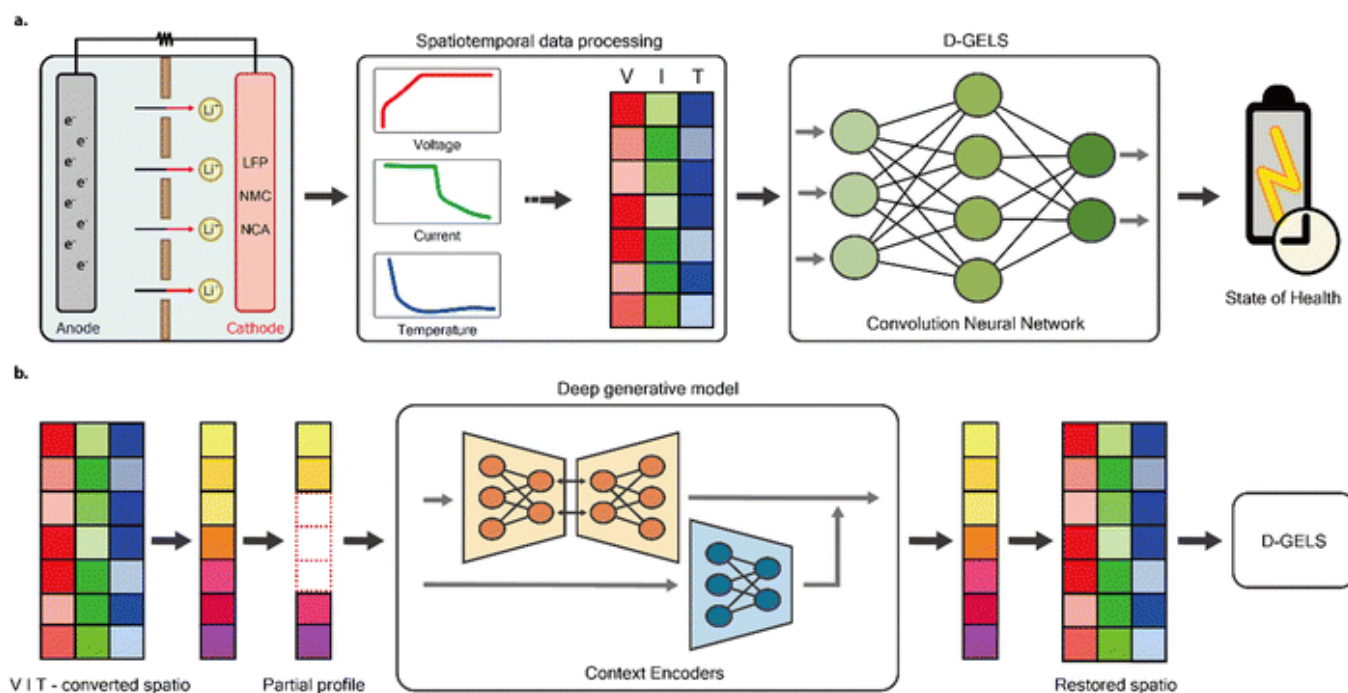 a.
Spatiotemporal data processing
D-GELS
V I T
e⁻
e⁻
e⁻
e⁻
e⁻
e⁻
e⁻
e⁻
Li⁺
Li⁺
Li⁺
Li⁺
LFP
NMC
NCA
Anode
Cathode
Voltage
Current
Temperature
Convolution Neural Network
State of Health
b.
Deep generative model
D-GELS
Context Encoders
V I T - converted spatio
Partial profile
Restored spatio